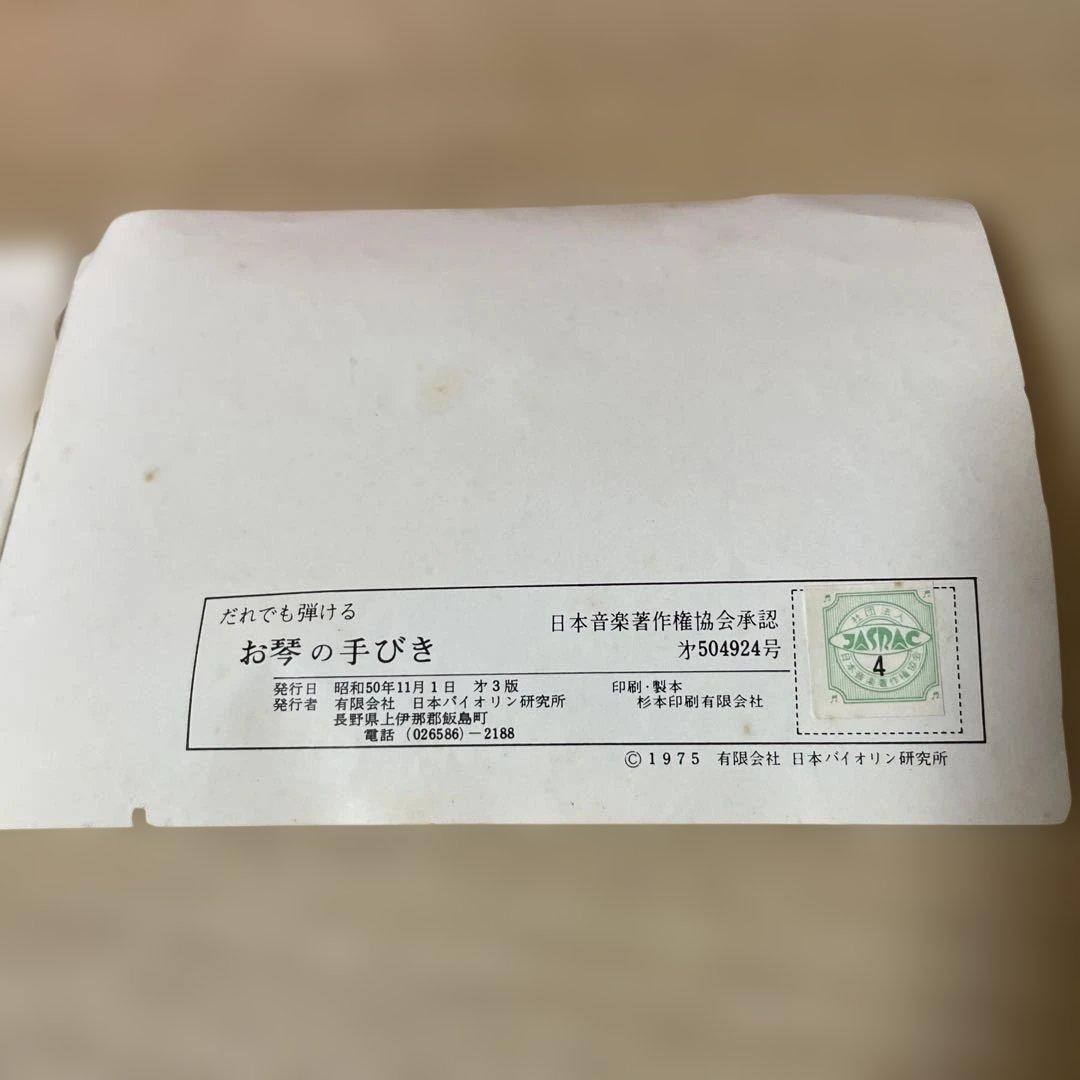 だれでも弾ける
お琴の手びき
日本音楽著作権協会承認
才504924号
発行日 昭和50年11月1日 才3版
発行者 有限会社 日本バイオリン研究所
長野県上伊那郡飯島町
電話 (026586)-2188
印刷・製本
杉本印刷有限会社
社団法人
JASRAC
4
日本音楽著作権協会
Ⓒ1975 有限会社 日本バイオリン研究所